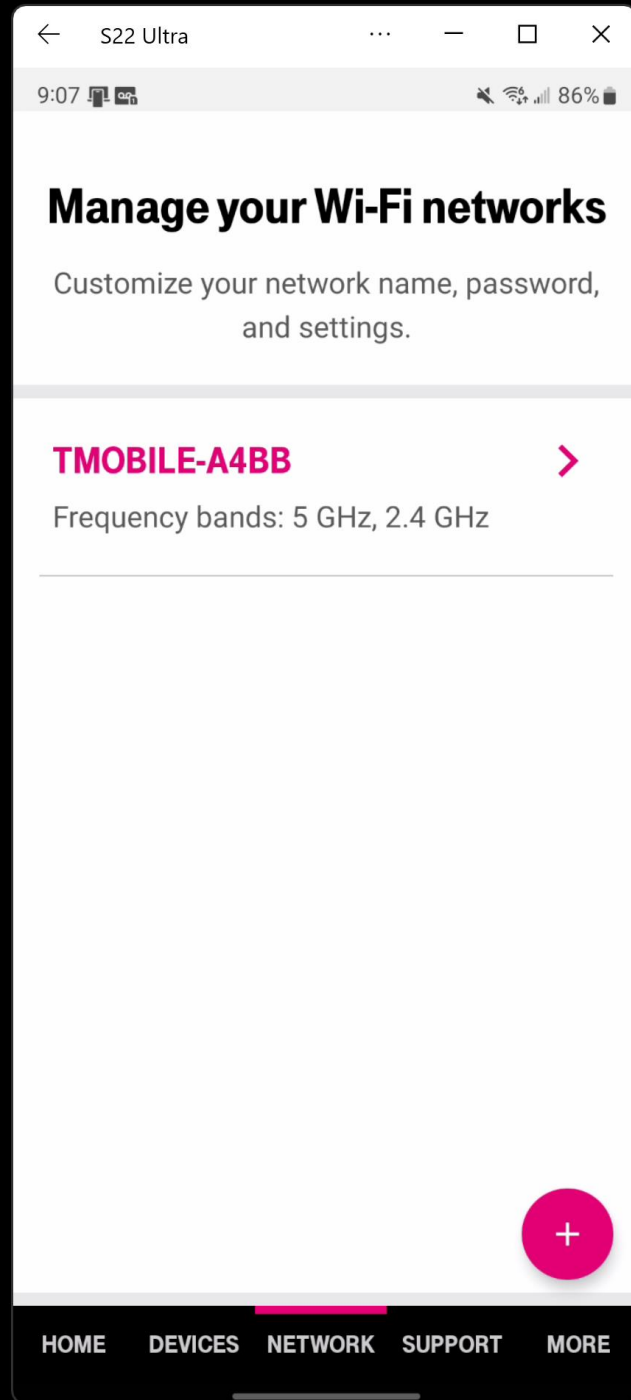 S22 Ultra
9:07 86%
Manage your Wi-Fi networks
Customize your network name, password,
and settings.
TMOBILE-A4BB
Frequency bands: 5 GHz, 2.4 GHz
+
HOME DEVICES NETWORK SUPPORT MORE